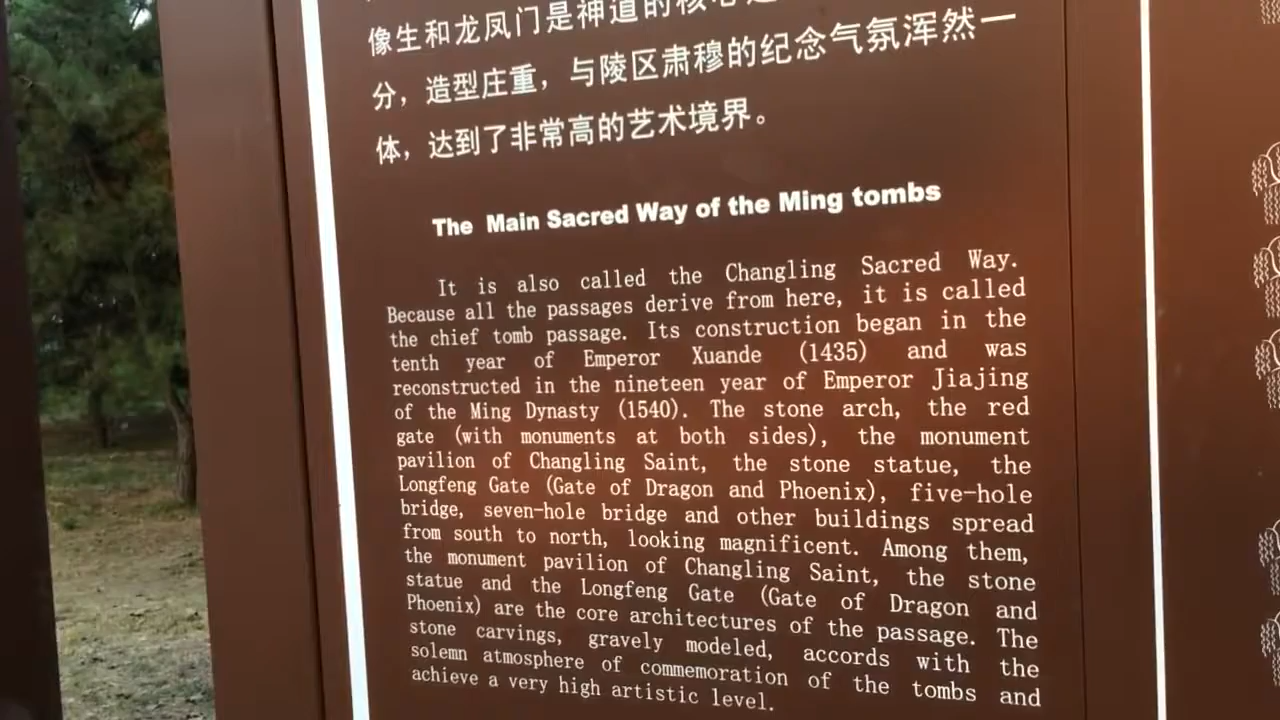 像生和龙凤门是神道的核心
分，造型庄重，与陵区肃穆的纪念气氛浑然一
体，达到了非常高的艺术境界。
The Main Sacred Way of the Ming tombs
It is also called the Changling Sacred Way.
Because all the passages derive from here, it is called
the chief tomb passage. Its construction began in the
tenth year of Emperor Xuande (1435) and was
reconstructed in the nineteen year of Emperor Jiajing
of the Ming Dynasty (1540). The stone arch, the red
gate (with monuments at both sides), the monument
pavilion of Changling Saint, the stone statue, the
Longfeng Gate (Gate of Dragon and Phoenix), five-hole
bridge, seven-hole bridge and other buildings spread
from south to north, looking magnificent. Among them,
the monument pavilion of Changling Saint, the stone
statue and the Longfeng Gate (Gate of Dragon and
Phoenix) are the core architectures of the passage. The
stone carvings, gravely modeled, accords with the
solemn atmosphere of commemoration of the tombs and
achieve a very high artistic level.